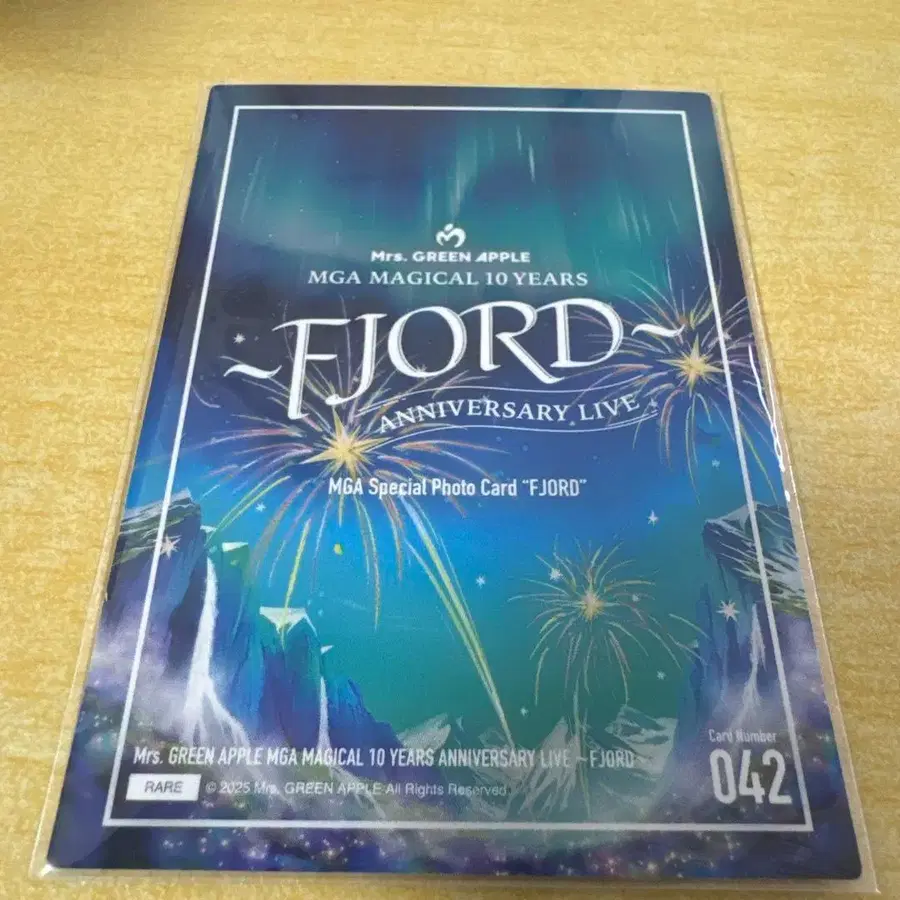 Mrs. GREEN APPLE
MGA MAGICAL 10 YEARS
~FJORD~
ANNIVERSARY LIVE
MGA Special Photo Card "FJORD"
Mrs. GREEN APPLE MGA MAGICAL 10 YEARS ANNIVERSARY LIVE ~FJORD~
RARE © 2025 Mrs. GREEN APPLE All Rights Reserved.
Card Number
042